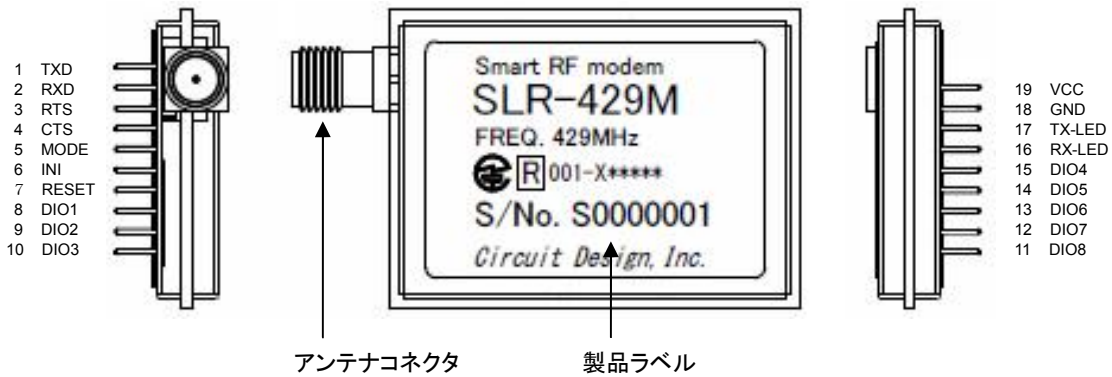 1 TXD
2 RXD
3 RTS
4 CTS
5 MODE
6 INI
7 RESET
8 DIO1
9 DIO2
10 DIO3
Smart RF modem
SLR-429M
FREQ. 429MHz
R 001-X*****
S/No. S0000001
Circuit Design, Inc.
19 VCC
18 GND
17 TX-LED
16 RX-LED
15 DIO4
14 DIO5
13 DIO6
12 DIO7
11 DIO8
アンテナコネクタ
製品ラベル